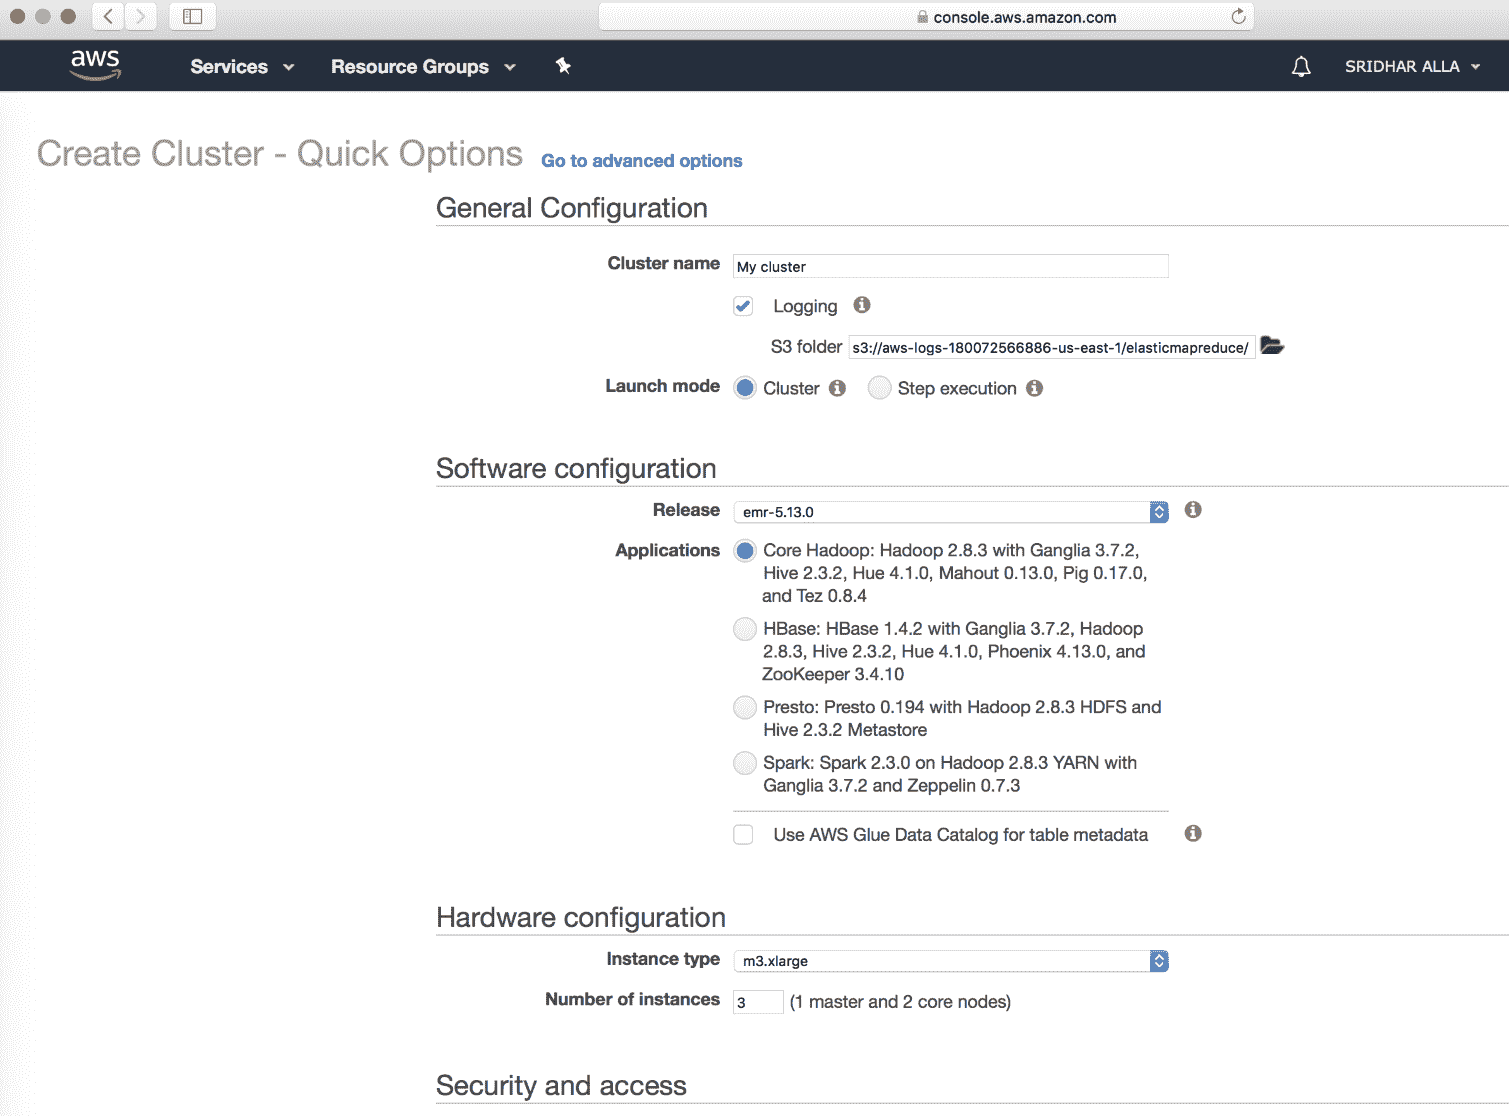 console.aws.amazon.com
aws
Services
Resource Groups
SRIDHAR ALLA
Create Cluster - Quick Options
Go to advanced options
General Configuration
Cluster name
My cluster
Logging
S3 folder
s3://aws-logs-180072566886-us-east-1/elasticmapreduce/
Launch mode
Cluster
Step execution
Software configuration
Release
emr-5.13.0
Applications
Core Hadoop: Hadoop 2.8.3 with Ganglia 3.7.2,
Hive 2.3.2, Hue 4.1.0, Mahout 0.13.0, Pig 0.17.0,
and Tez 0.8.4
HBase: HBase 1.4.2 with Ganglia 3.7.2, Hadoop
2.8.3, Hive 2.3.2, Hue 4.1.0, Phoenix 4.13.0, and
ZooKeeper 3.4.10
Presto: Presto 0.194 with Hadoop 2.8.3 HDFS and
Hive 2.3.2 Metastore
Spark: Spark 2.3.0 on Hadoop 2.8.3 YARN with
Ganglia 3.7.2 and Zeppelin 0.7.3
Use AWS Glue Data Catalog for table metadata
Hardware configuration
Instance type
m3.xlarge
Number of instances
3
(1 master and 2 core nodes)
Security and access